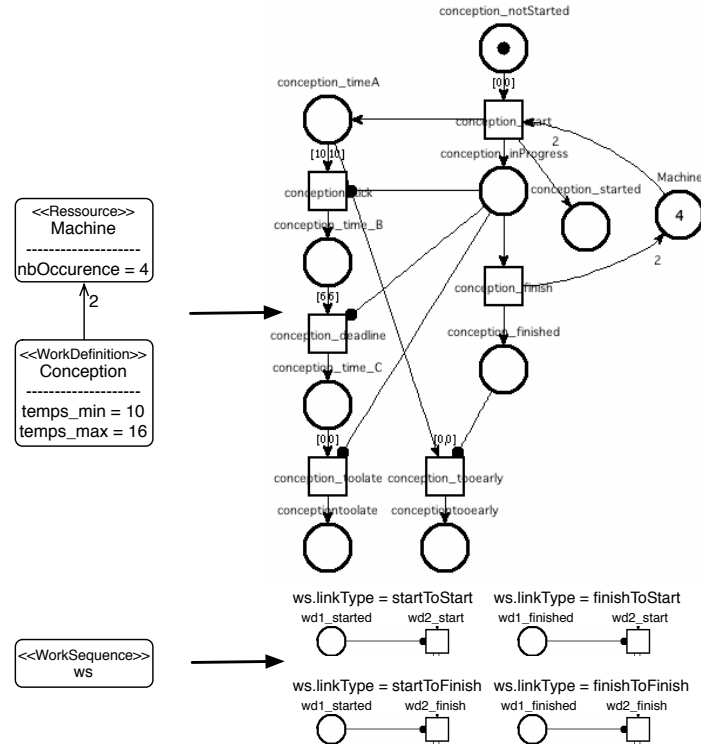 <<Ressource>>
Machine
---------------------
nbOccurence = 4
2
<<WorkDefinition>>
Conception
---------------------
temps_min = 10
temps_max = 16
conception_notStarted
[0,0]
conception_timeA
conception_start
2
[10,10]
conception_inProgress
Machine
conception_tick
conception_started
4
conception_time_B
2
[6,6]
conception_finish
conception_deadline
conception_finished
conception_time_C
[0,0]
[0,0]
conception_toolate
conception_tooearly
conceptiontoolate
conceptiontooearly
<<WorkSequence>>
ws
ws.linkType = startToStart
wd1_started
wd2_start
ws.linkType = finishToStart
wd1_finished
wd2_start
ws.linkType = startToFinish
wd1_started
wd2_finish
ws.linkType = finishToFinish
wd1_finished
wd2_finish